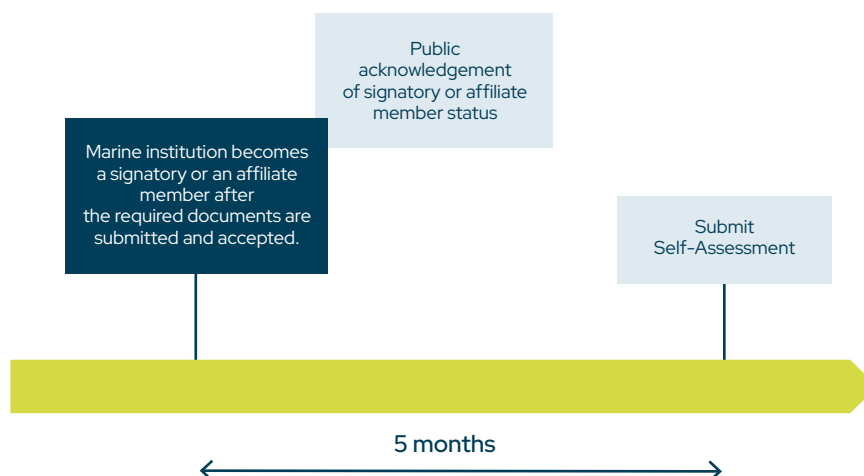 Public
acknowledgement
of signatory or affiliate
member status
Marine institution becomes
a signatory or an affiliate
member after
the required documents are
submitted and accepted.
Submit
Self-Assessment
5 months